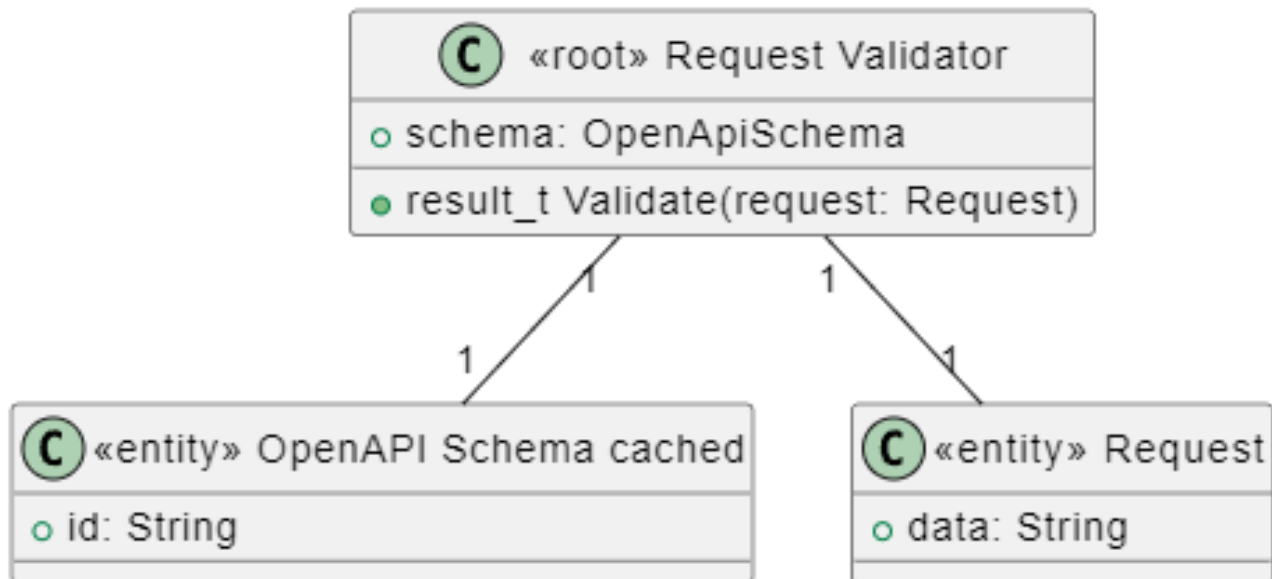 C «root» Request Validator
schema: OpenApiSchema
result_t Validate(request: Request)
1 1
1 1
C «entity» OpenAPI Schema cached
id: String
C «entity» Request
data: String